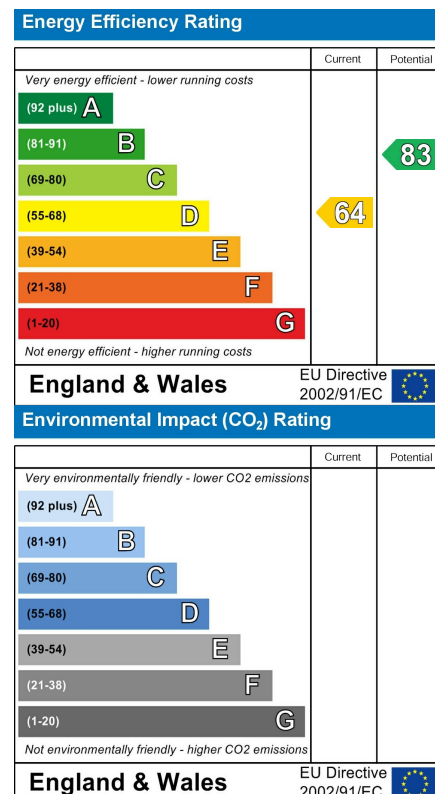 Energy Efficiency Rating
Current Potential
Very energy efficient - lower running costs
(92 plus) A
(81-91) B
83
(69-80) C
(55-68) D
64
(39-54) E
(21-38) F
(1-20) G
Not energy efficient - higher running costs
England & Wales
EU Directive
2002/91/EC
Environmental Impact (CO₂) Rating
Current Potential
Very environmentally friendly - lower CO2 emissions
(92 plus) A
(81-91) B
(69-80) C
(55-68) D
(39-54) E
(21-38) F
(1-20) G
Not environmentally friendly - higher CO2 emissions
England & Wales
EU Directive
2002/91/EC